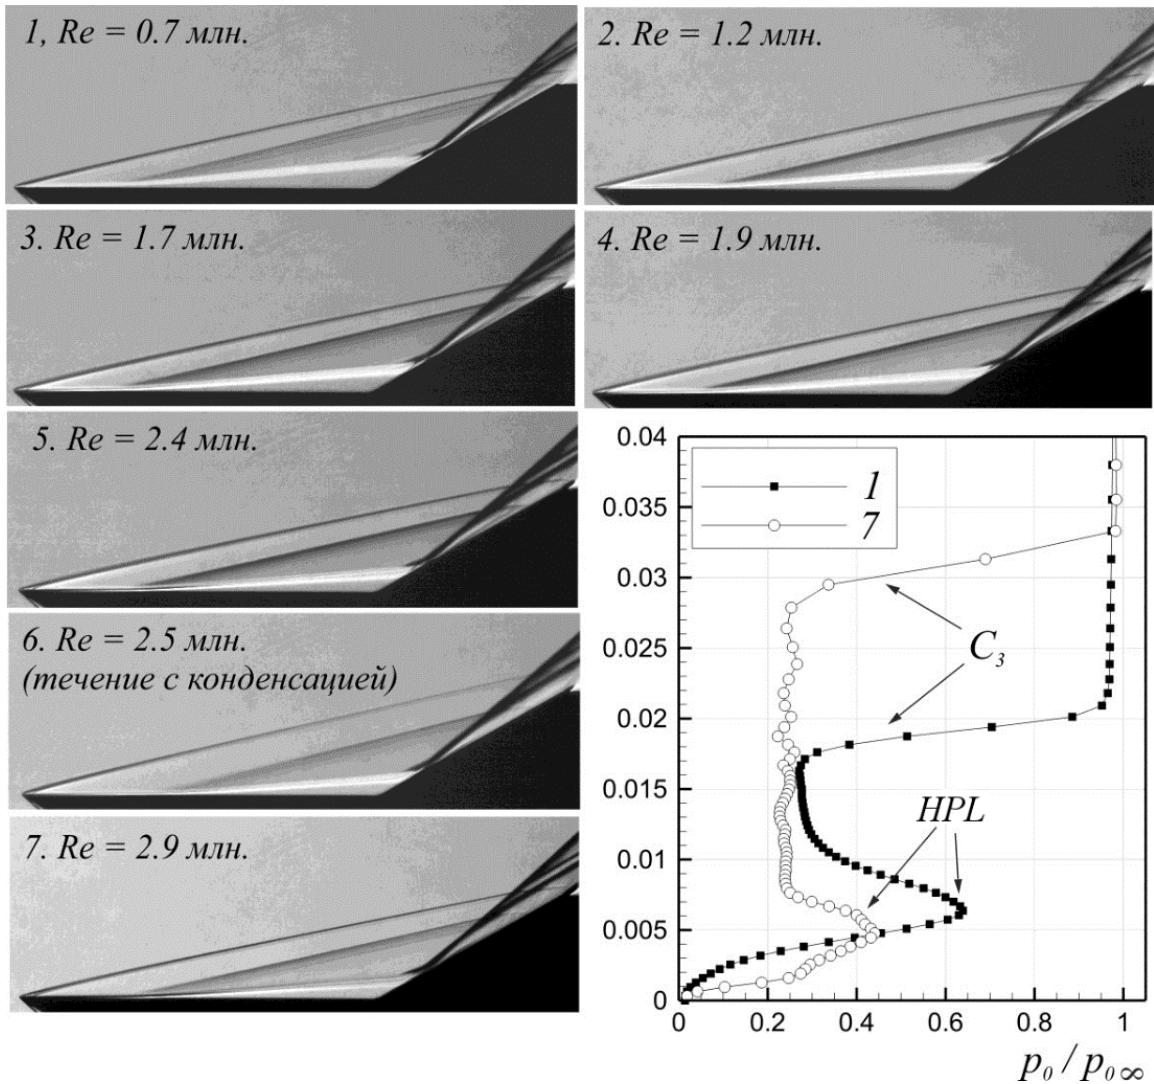 1, Re = 0.7 млн.
2. Re = 1.2 млн.
3. Re = 1.7 млн.
4. Re = 1.9 млн.
5. Re = 2.4 млн.
6. Re = 2.5 млн.
(течение с конденсацией)
7. Re = 2.9 млн.
0.04
0.035
0.03
0.025
0.02
0.015
0.01
0.005
0
1
7
C₃
HPL
0 0.2 0.4 0.6 0.8 1
p₀ / p₀∞